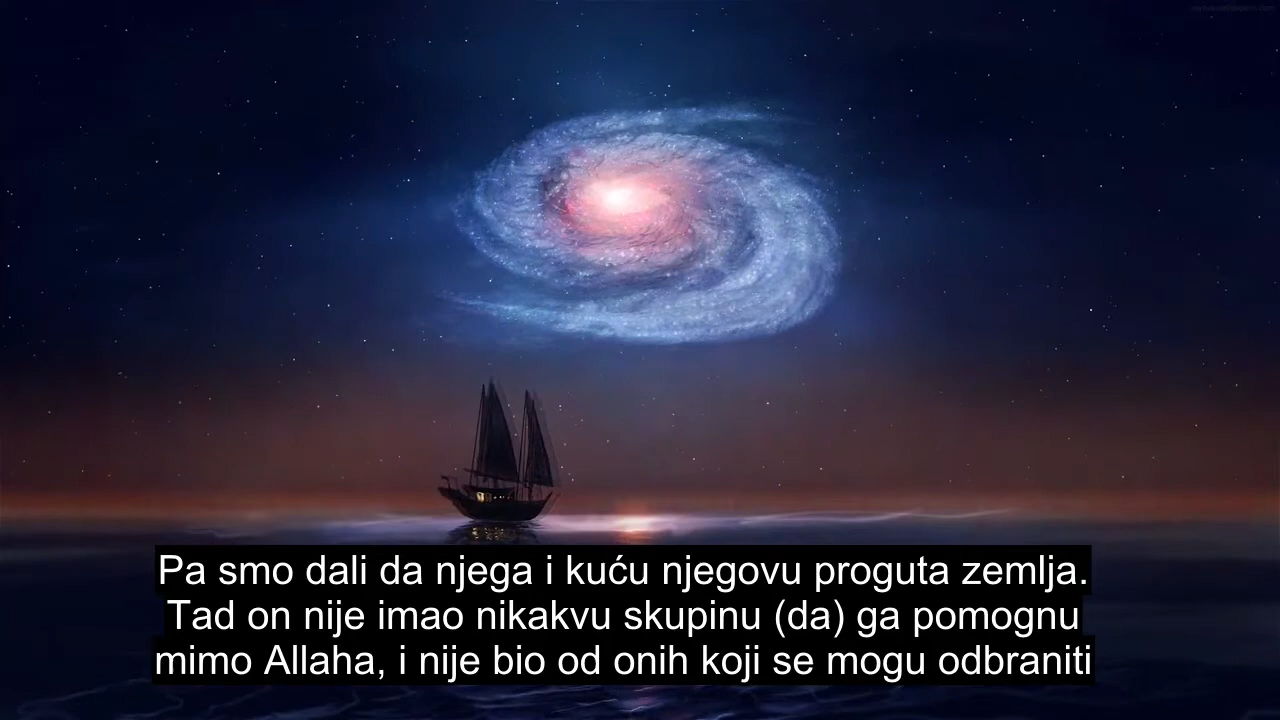 Pa smo dali da njega i kuću njegovu proguta zemlja.
Tad on nije imao nikakvu skupinu (da) ga pomognu
mimo Allaha, i nije bio od onih koji se mogu odbraniti